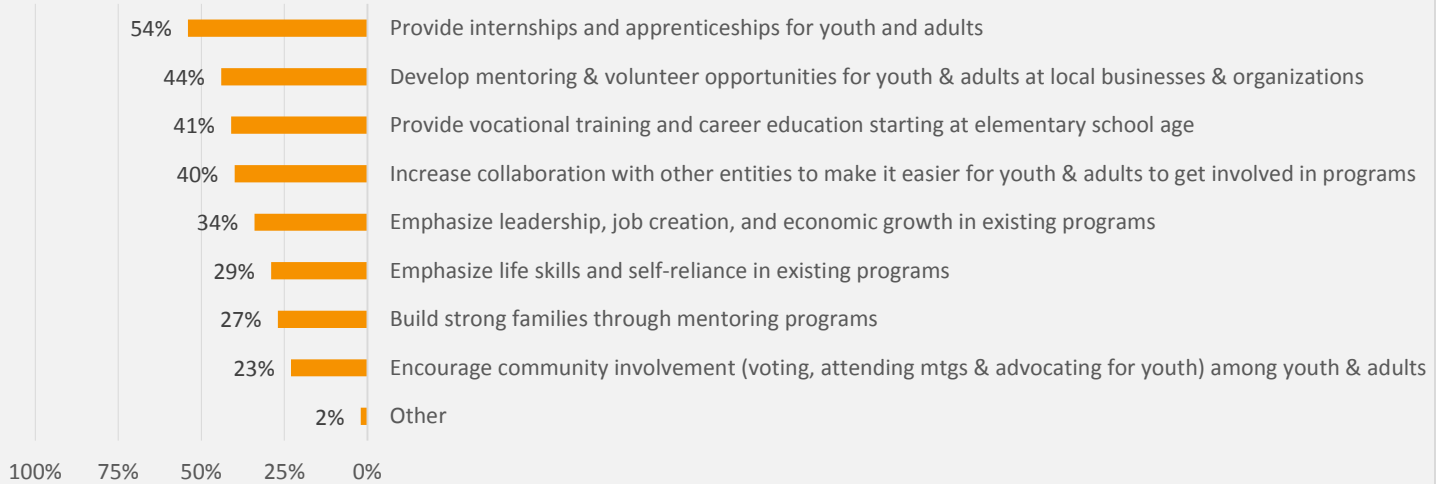 54% Provide internships and apprenticeships for youth and adults
44% Develop mentoring & volunteer opportunities for youth & adults at local businesses & organizations
41% Provide vocational training and career education starting at elementary school age
40% Increase collaboration with other entities to make it easier for youth & adults to get involved in programs
34% Emphasize leadership, job creation, and economic growth in existing programs
29% Emphasize life skills and self-reliance in existing programs
27% Build strong families through mentoring programs
23% Encourage community involvement (voting, attending mtgs & advocating for youth) among youth & adults
2% Other
100% 75% 50% 25% 0%